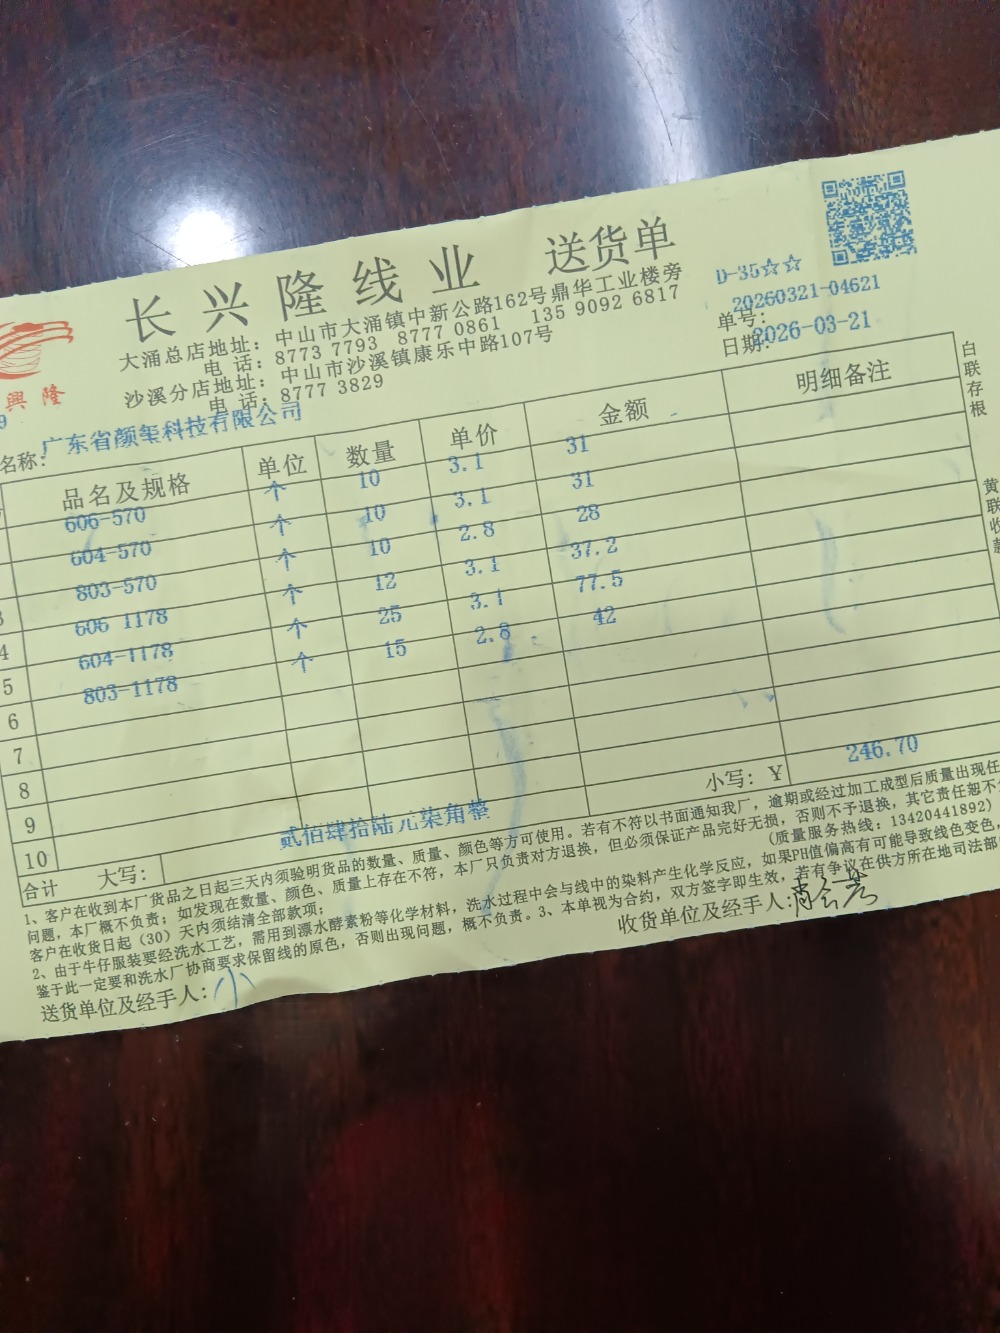 长兴隆线业 送货单
大涌总店地址：中山市大涌镇中新公路162号鼎华工业楼旁
电 话：8773 7793 8777 0861 135 9092 6817
沙溪分店地址：中山市沙溪镇康乐中路107号
电 话：8777 3829
興隆
D-35☆☆
单号：20260321-04621
日期：2026-03-21
9
名称：广东省颜玺科技有限公司
品名及规格 单位 数量 单价 金额 明细备注
606-570 个 10 3.1 31
604-570 个 10 3.1 31
803-570 个 10 2.8 28
606 1178 个 12 3.1 37.2
604-1178 个 25 3.1 77.5
803-1178 个 15 2.8 42
3
4
5
6
7
8
9
10
合计 大写：贰佰肆拾陆元柒角整 小写：¥ 246.70
白联存根
黄联收款
1、客户在收到本厂货品之日起三天内须验明货品的数量、质量、颜色等方可使用。若有不符以书面通知我厂，逾期或经过加工成型后质量出现任
问题，本厂概不负责；如发现在数量、颜色、质量上存在不符，本厂只负责对方退换，但必须保证产品完好无损，否则不予退换，其它责任恕不
客户在收货日起（30）天内须结清全部款项；
（质量服务热线：13420441892）
2、由于牛仔服装要经洗水工艺，需用到漂水酵素粉等化学材料，洗水过程中会与线中的染料产生化学反应，如果PH值偏高有可能导致线色变色，
鉴于此一定要和洗水厂协商要求保留线的原色，否则出现问题，概不负责。3、本单视为合约，双方签字即生效，若有争议在供方所在地司法部
送货单位及经手人：小
收货单位及经手人：